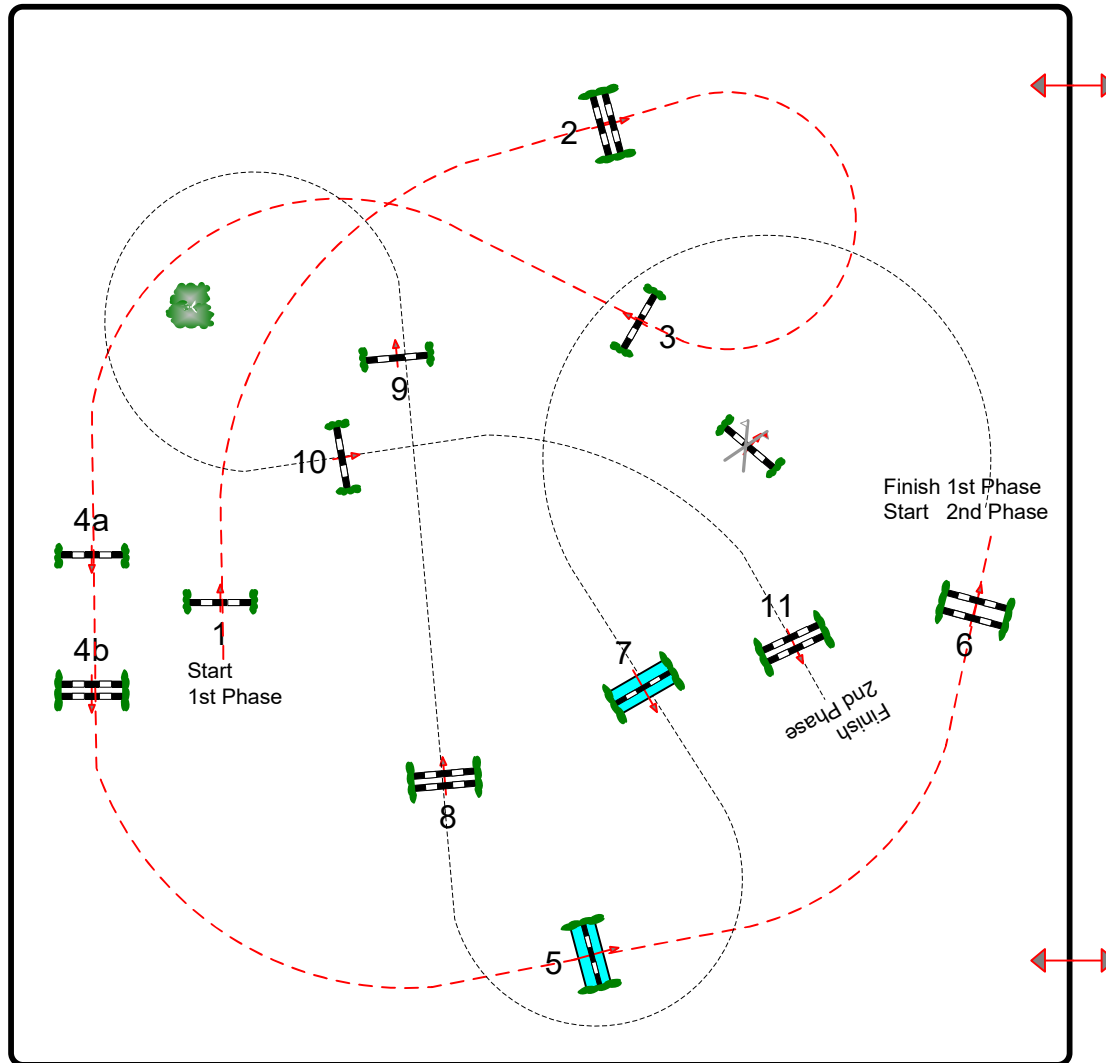 2
3
9
10
Finish 1st Phase
Start 2nd Phase
4a
1
11
6
4b
7
Start
1st Phase
Finish
2nd Phase
8
5